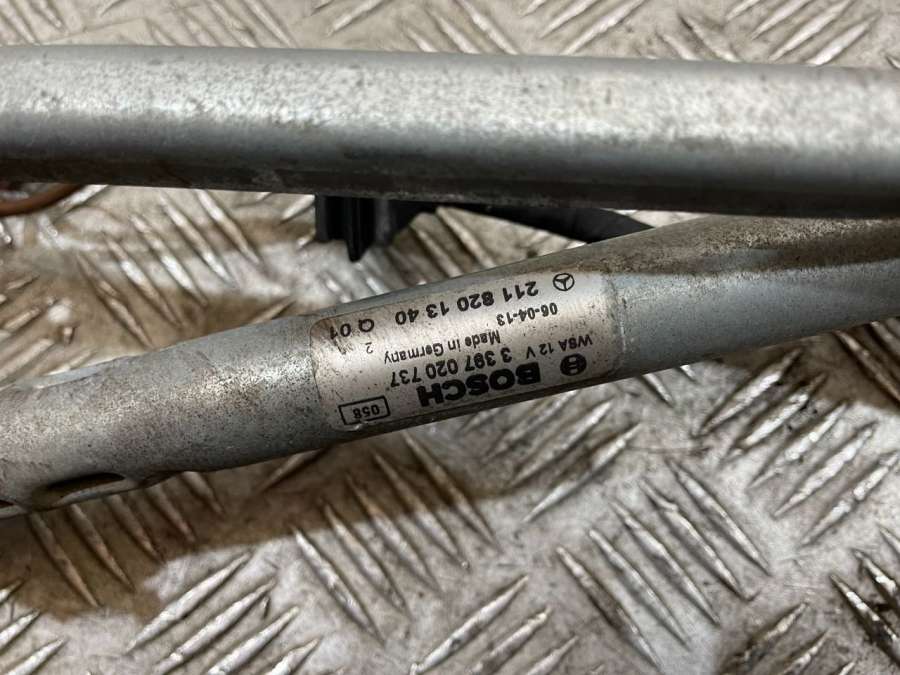 BOSCH 058
WSA 12 V 3 397 020 737
Made in Germany
06-04-13 2
211 820 13 40 Q 01